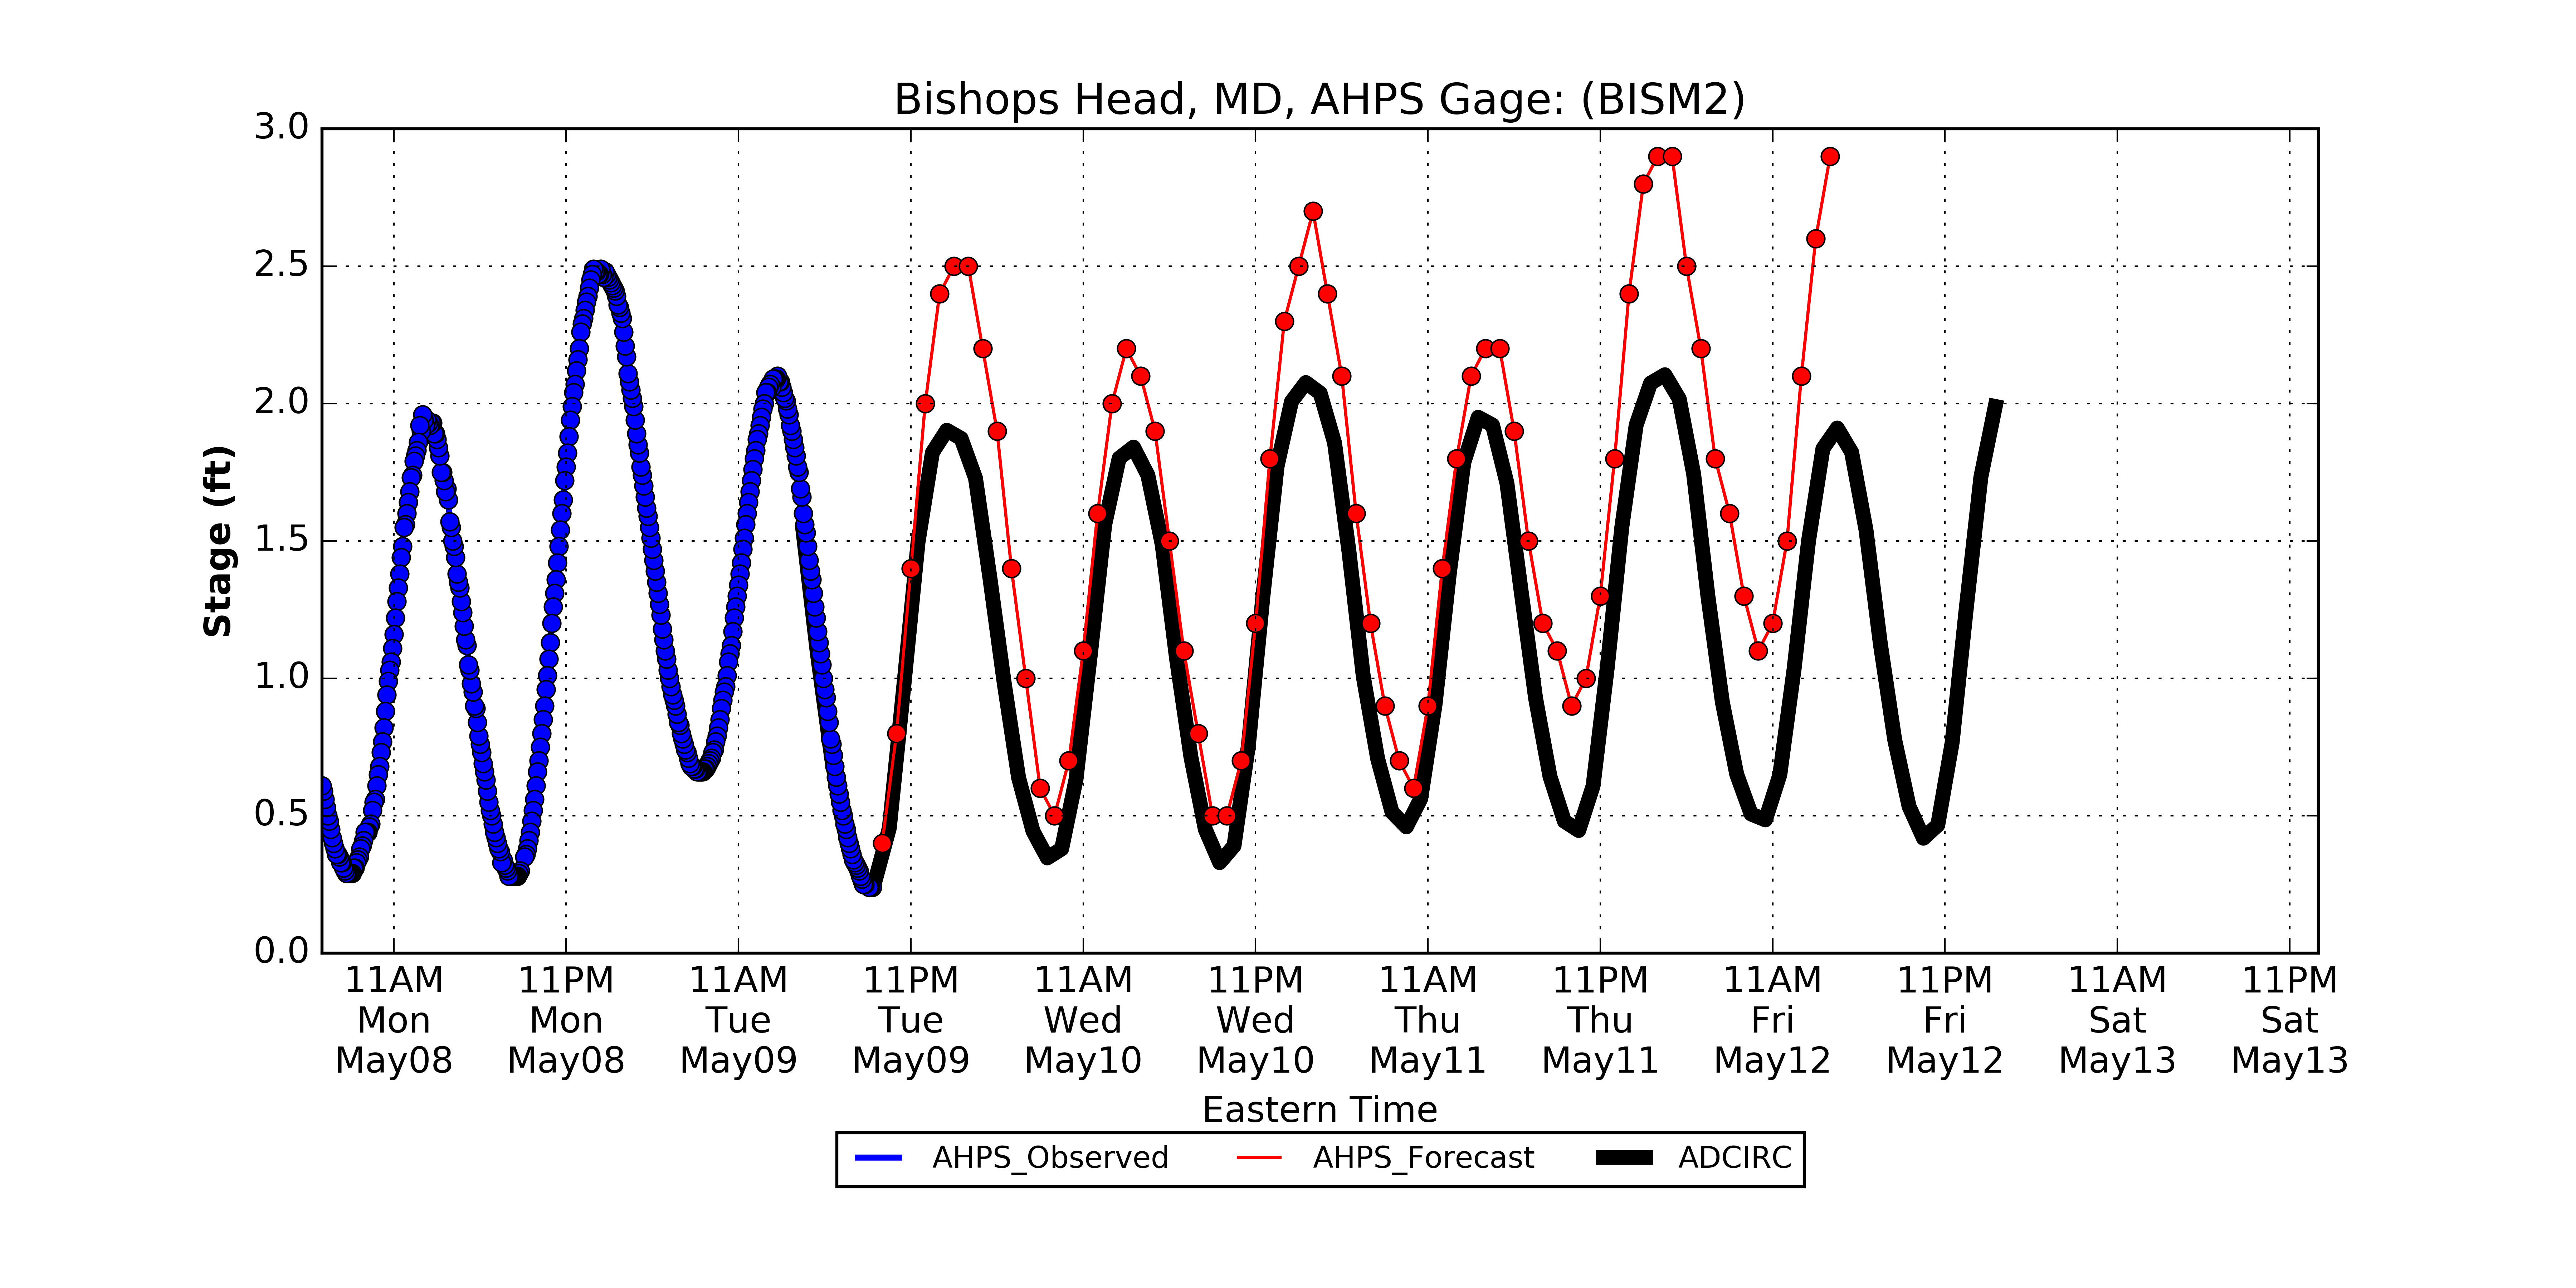 Bishops Head, MD, AHPS Gage: (BISM2)
3.0
2.5
2.0
1.5
1.0
0.5
0.0
Stage (ft)
11AM 11PM 11AM 11PM 11AM 11PM 11AM 11PM 11AM 11PM 11AM 11PM
Mon Mon Tue Tue Wed Wed Thu Thu Fri Fri Sat Sat
May08 May08 May09 May09 May10 May10 May11 May11 May12 May12 May13 May13
Eastern Time
AHPS_Observed AHPS_Forecast ADCIRC